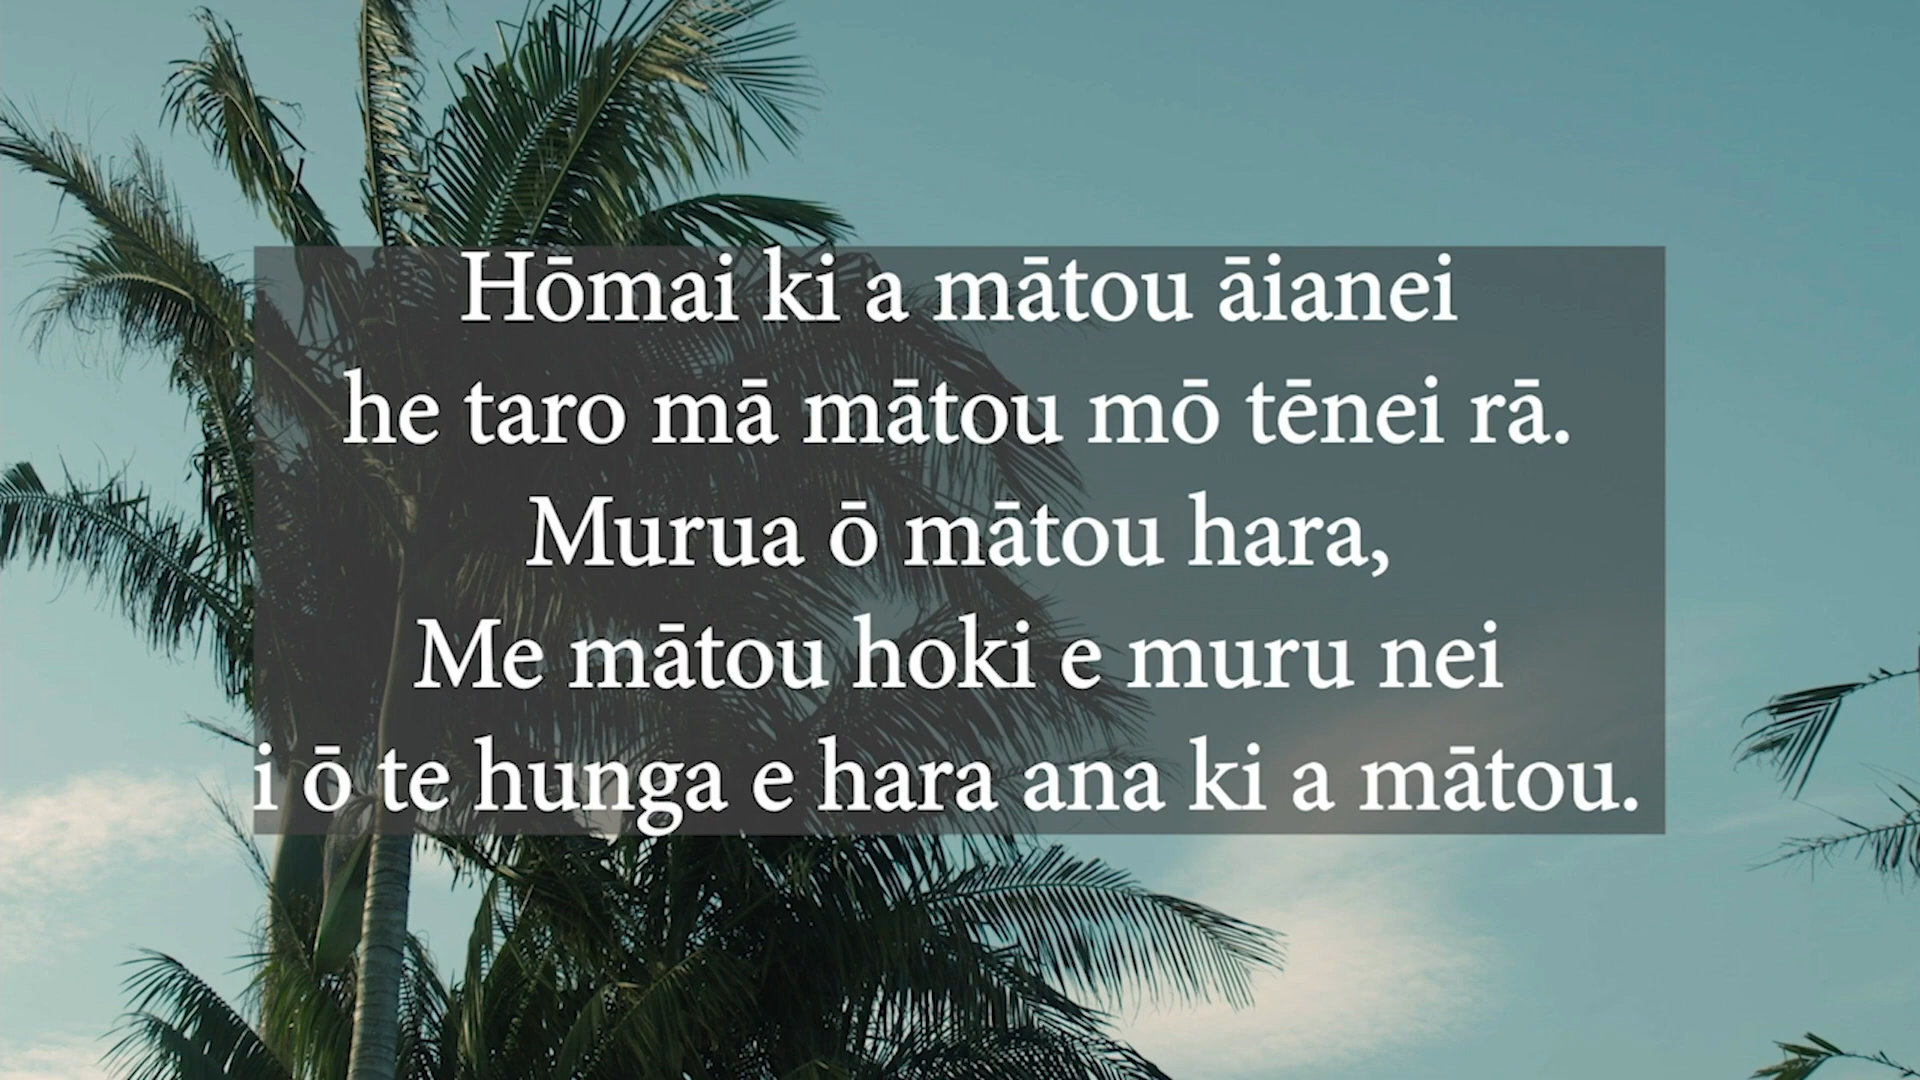 Hōmai ki a mātou āianei
he taro mā mātou mō tēnei rā.
Murua ō mātou hara,
Me mātou hoki e muru nei
i ō te hunga e hara ana ki a mātou.